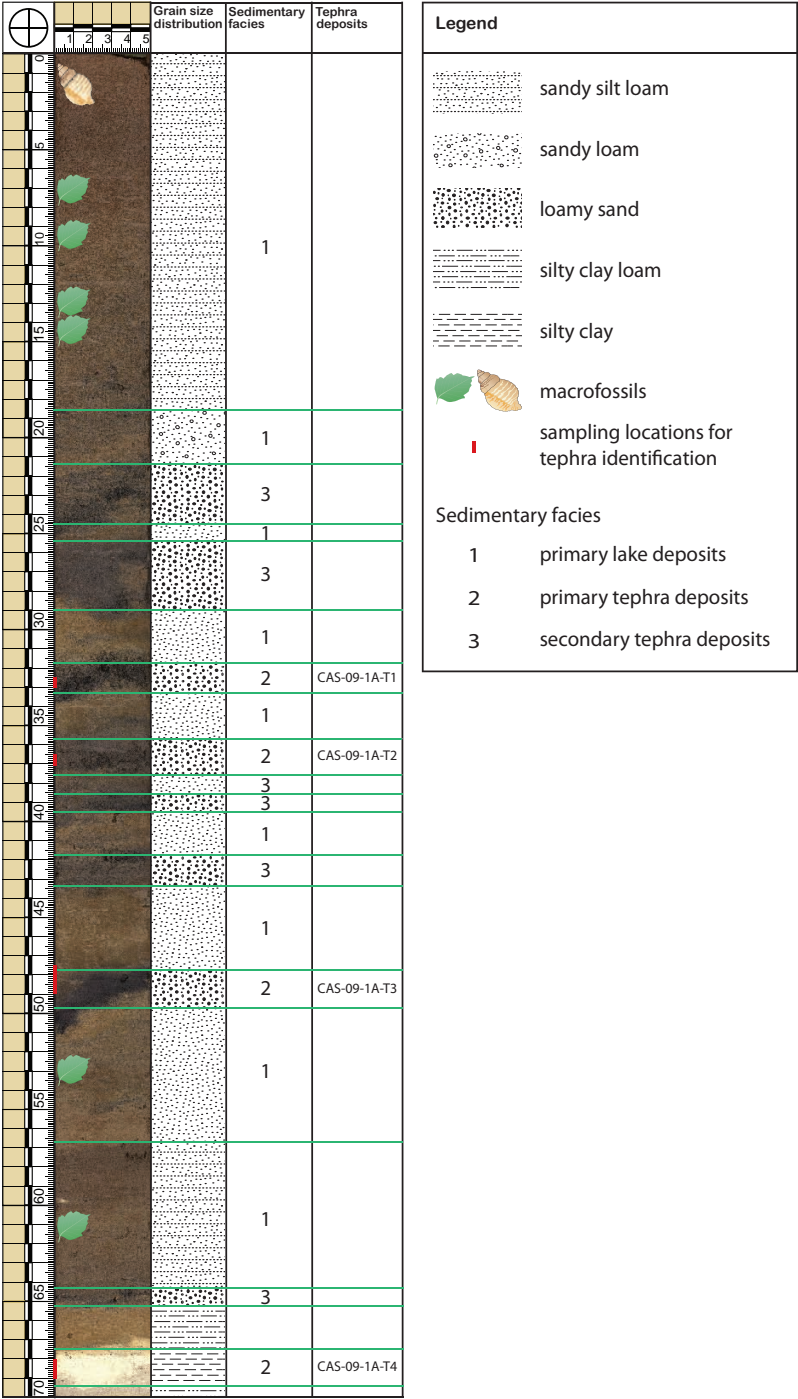 Grain size
distribution
Sedimentary
facies
Tephra
deposits
1 2 3 4 5
0
5
10
1
15
20
1
3
25
1
3
30
1
2 CAS-09-1A-T1
35
1
2 CAS-09-1A-T2
3
3
40
1
3
45
1
2 CAS-09-1A-T3
50
1
55
60
1
65
3
2 CAS-09-1A-T4
70
Legend
sandy silt loam
sandy loam
loamy sand
silty clay loam
silty clay
macrofossils
sampling locations for
tephra identification
Sedimentary facies
1 primary lake deposits
2 primary tephra deposits
3 secondary tephra deposits